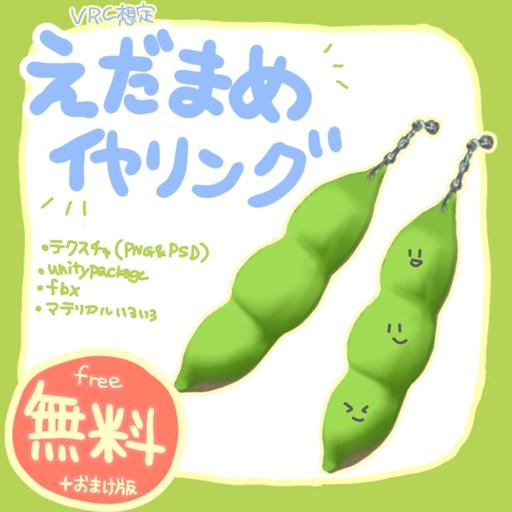 VRC想定
えだまめ
イヤリング
•テクスチャ(PNG&PSD)
•unitypackage
•fbx
•マテリアルいろいろ
free
無料
+おまけ版